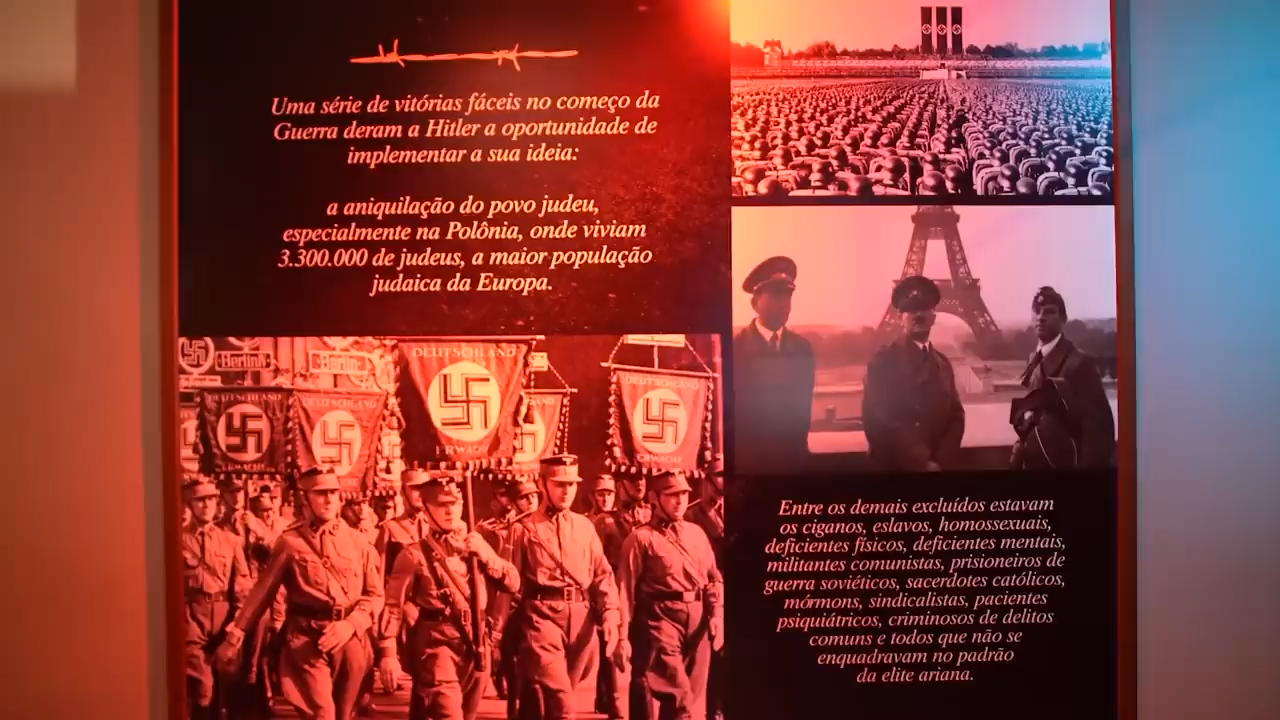 Uma série de vitórias fáceis no começo da
Guerra deram a Hitler a oportunidade de
implementar a sua ideia:
a aniquilação do povo judeu,
especialmente na Polônia, onde viviam
3.300.000 de judeus, a maior população
judaica da Europa.
Berlin
Berlin
DEUTSCHLAND
DEUTSCHLAND
DEUTSCHLAND
DEUTSCHLAND
ERWACHE
ERWACHE
Entre os demais excluídos estavam
os ciganos, eslavos, homossexuais,
deficientes físicos, deficientes mentais,
militantes comunistas, prisioneiros de
guerra soviéticos, sacerdotes católicos,
mórmons, sindicalistas, pacientes
psiquiátricos, criminosos de delitos
comuns e todos que não se
enquadravam no padrão
da elite ariana.